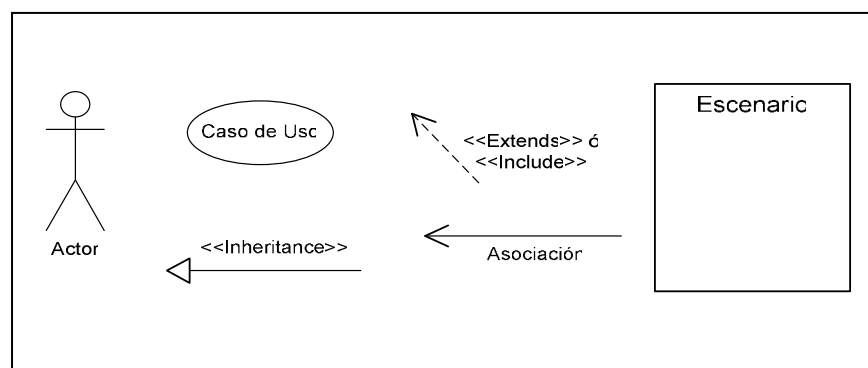 Escenario
Caso de Uso
<<Extends>> ó
<<Include>>
Actor
<<Inheritance>>
Asociación